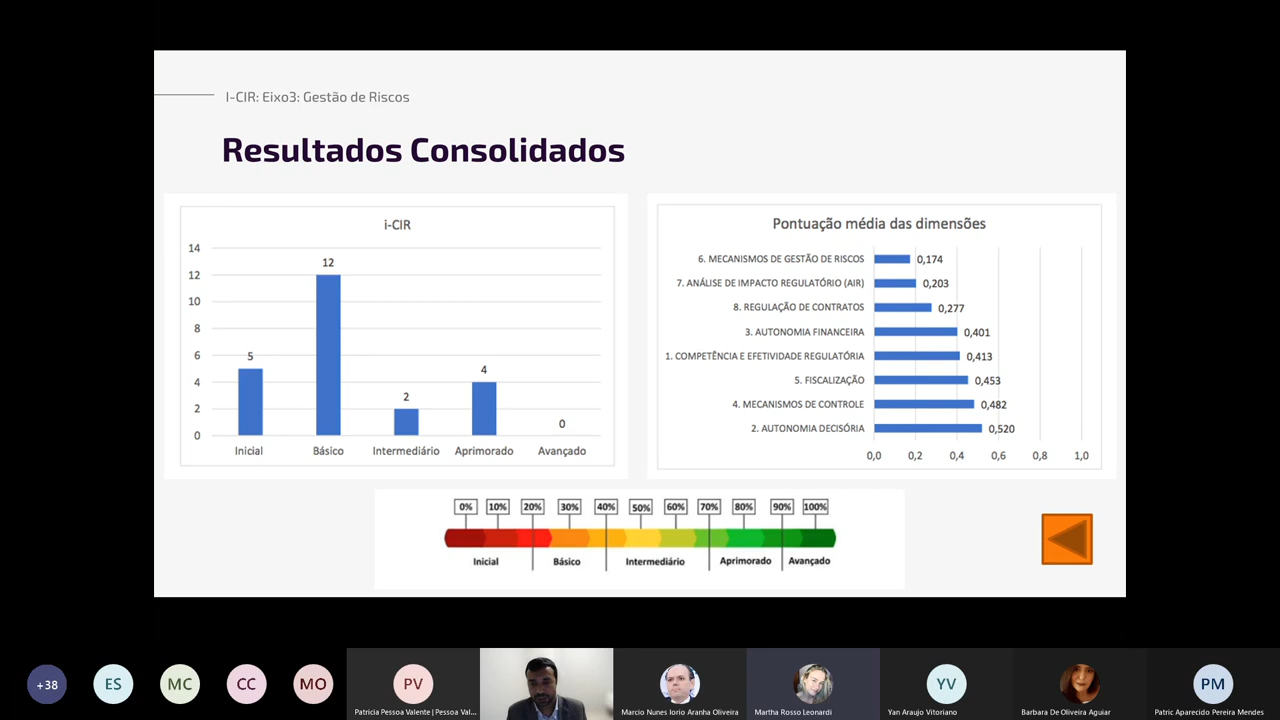 I-CIR: Eixo3: Gestão de Riscos
Resultados Consolidados
i-CIR
14
12
10
8
6
4
2
0
5
12
2
4
0
Inicial Básico Intermediário Aprimorado Avançado
Pontuação média das dimensões
6. MECANISMOS DE GESTÃO DE RISCOS 0,174
7. ANÁLISE DE IMPACTO REGULATÓRIO (AIR) 0,203
8. REGULAÇÃO DE CONTRATOS 0,277
3. AUTONOMIA FINANCEIRA 0,401
1. COMPETÊNCIA E EFETIVIDADE REGULATÓRIA 0,413
5. FISCALIZAÇÃO 0,453
4. MECANISMOS DE CONTROLE 0,482
2. AUTONOMIA DECISÓRIA 0,520
0,0 0,2 0,4 0,6 0,8 1,0
0% 10% 20% 30% 40% 50% 60% 70% 80% 90% 100%
Inicial Básico Intermediário Aprimorado Avançado
+38 ES MC CC MO PV YV PM
Patricia Pessoa Valente | Pessoa Val... Marcio Nunes Iorio Aranha Oliveira Martha Rosso Leonardi Yan Araujo Vitoriano Barbara De Oliveira Aguiar Patric Aparecido Pereira Mendes